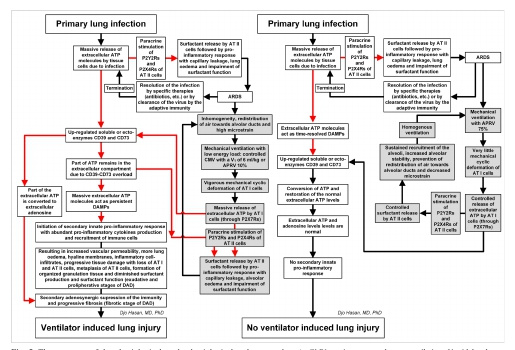 Primary lung infection
Massive release of
extracellular ATP
molecules by tissue
cells due to infection
Paracrine
stimulation
of
P2Y2Rs
and
P2X4Rs of
AT II cells
Surfactant release by AT II
cells followed by pro-
inflammatory response
with capillary leakage, lung
oedema and impairment of
surfactant function
Termination
Resolution of the infection
by specific therapies
(antibiotics, etc.) or by
clearance of the virus by the
adaptive immunity
ARDS
Inhomogeneity, redistribution
of air towards alveolar ducts and
high microstrain
Up-regulated soluble or ecto-
enzymes CD39 and CD73
Mechanical ventilation with
low energy load: controlled
CMV with a VT of 6 ml/kg or
APRV 10%
Part of ATP remains in the
extracellular compartment
due to CD39-CD73 overload
Vigorous mechanic cyclic
deformation of AT I cells
Part of the
extracellular ATP
is converted to
extracellular
adenosine
Massive extracellular ATP
molecules act as persistent
DAMPs
Massive release of
extracellular ATP by AT I
cells (through P2X7Rs)
Initiation of secondary innate pro-inflammatory response
with abundant pro-inflammatory cytokines production
and recruitment of immune cells
Paracrine stimulation of
P2Y2Rs and P2X4Rs of
AT II cells
Resulting in increased vascular permeability, more lung
oedema, hyaline membranes, inflammatory cell
infiltrates, progressive tissue damage with loss of AT I
and AT II cells, metaplasia of AT II cells, formation of
organized granulation tissue and diminished surfactant
production and surfactant function (exudative and
proliferative stages of DAD)
Surfactant release by AT II
cells followed by pro-
inflammatory response with
capillary leakage, alveolar
oedema and impairment of
surfactant function
Secondary adenosynergic supression of the immunity
and progressive fibrosis (fibrotic stage of DAD)
Djo Hasan, MD, PhD
Ventilator induced lung injury
Primary lung infection
Massive release of
extracellular ATP
molecules by tissue
cells due to infection
Paracrine
stimulation
of
P2Y2Rs
and
P2X4Rs of
AT II cells
Surfactant release by AT II
cells followed by pro-
inflammatory response with
capillary leakage, lung
oedema and impairment of
surfactant function
ARDS
Termination
Resolution of the infection
by specific therapies
(antibiotics, etc.) or by
clearance of the virus by the
adaptive immunity
Mechanical
ventilation
with APRV
75%
Extracellular ATP molecules
act as time-resolved DAMPs
Homogenous
ventilation
Up-regulated soluble or ecto-
enzymes CD39 and CD73
Sustained recruitment of the
alveoli, increased alveolar
stability, prevention
redistribution of air towards
alveolar ducts and decreased
microstrain
Very little
mechanic
cyclic
deformation of
AT I cells
Conversion of ATP and
restoration of the normal
extracellular ATP levels
Controlled
surfactant release
by AT II cells
Paracrine
stimulation
of
P2Y2Rs
and
P2X4Rs of
AT II cells
Controlled
release of
extracellular
ATP by AT I
cells (through
P2X7Rs)
Extracellular ATP and
adenosine levels levels are
normal
No secondary innate
pro-inflammatory
response
Djo Hasan, MD, PhD
No ventilator induced lung injury